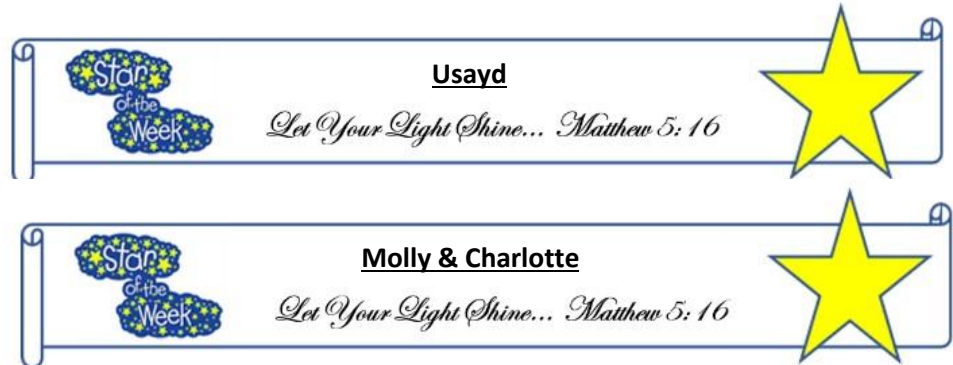 Star
of the
Week
Usayd
Let Your Light Shine... Matthew 5: 16
Star
of the
Week
Molly & Charlotte
Let Your Light Shine... Matthew 5: 16